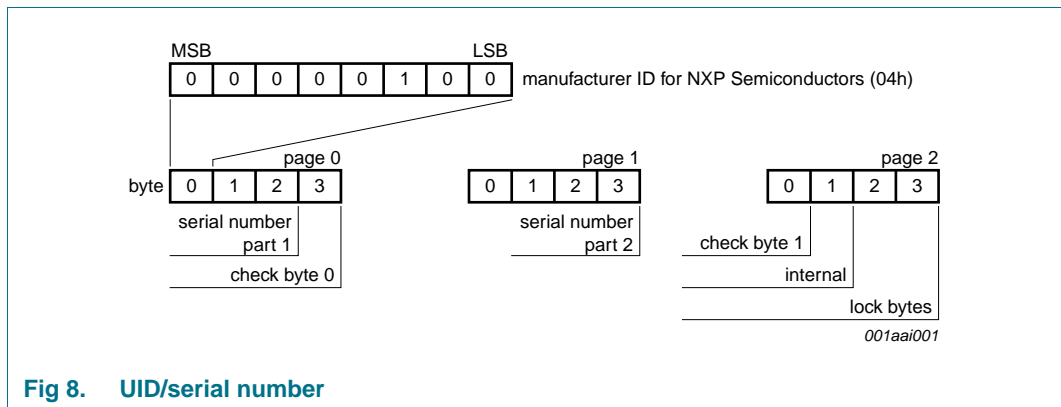 MSB LSB
0 0 0 0 0 1 0 0 manufacturer ID for NXP Semiconductors (04h)
page 0 page 1 page 2
byte 0 1 2 3 0 1 2 3 0 1 2 3
serial number serial number
part 1 part 2 check byte 1
check byte 0 internal
lock bytes
001aai001
Fig 8. UID/serial number